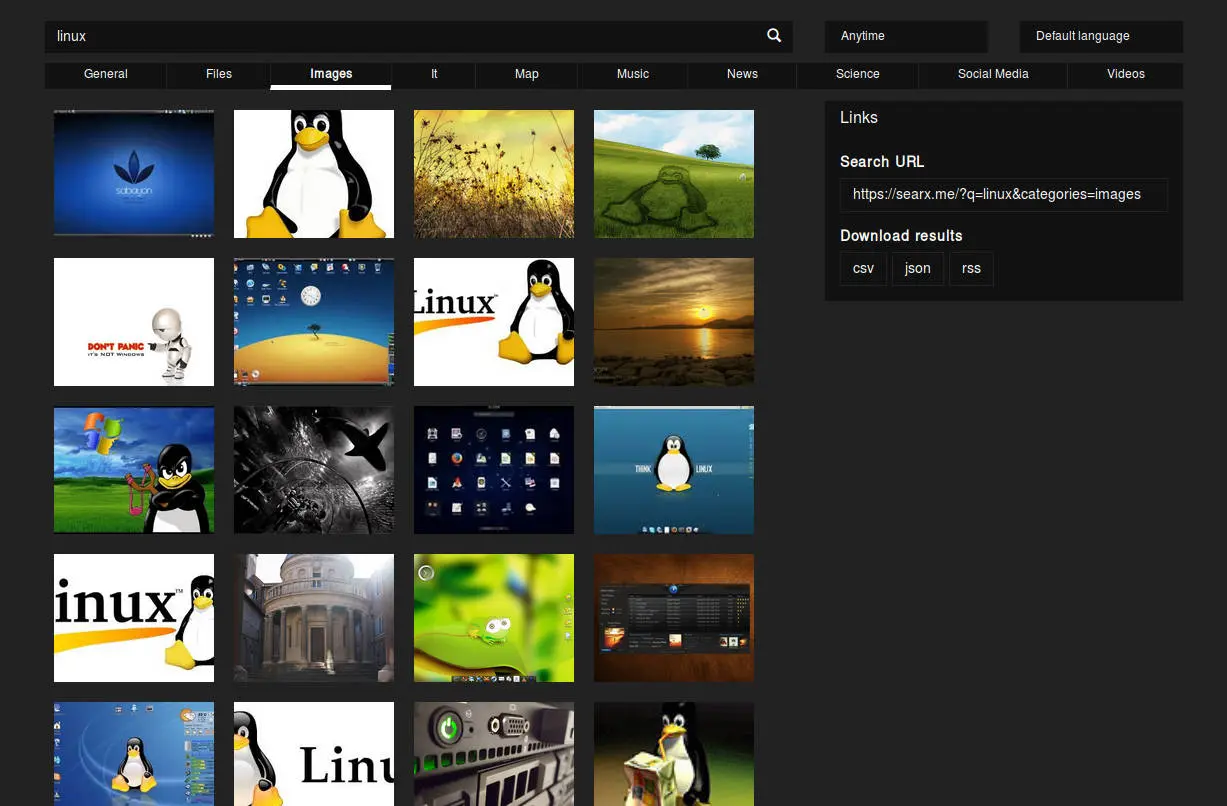 linux
Anytime
Default language
General
Files
Images
It
Map
Music
News
Science
Social Media
Videos
Links
Search URL
https://searx.me/?q=linux&categories=images
Download results
csv
json
rss
sabayon
DON'T PANIC
IT'S NOT WINDOWS
Linux™
THINK
LINUX
inux™
Linu